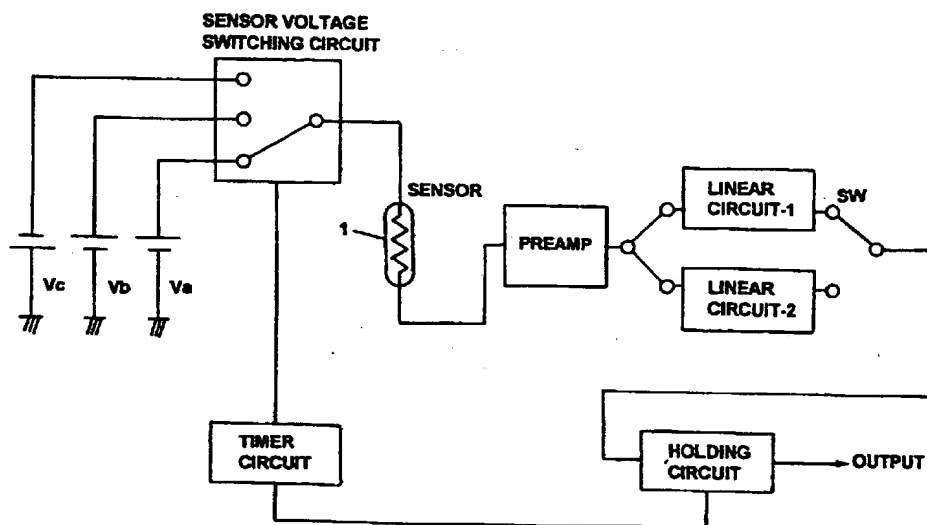 SENSOR VOLTAGE
SWITCHING CIRCUIT
SENSOR
1
PREAMP
LINEAR
CIRCUIT-1
SW
LINEAR
CIRCUIT-2
Vc
Vb
Va
TIMER
CIRCUIT
HOLDING
CIRCUIT
OUTPUT